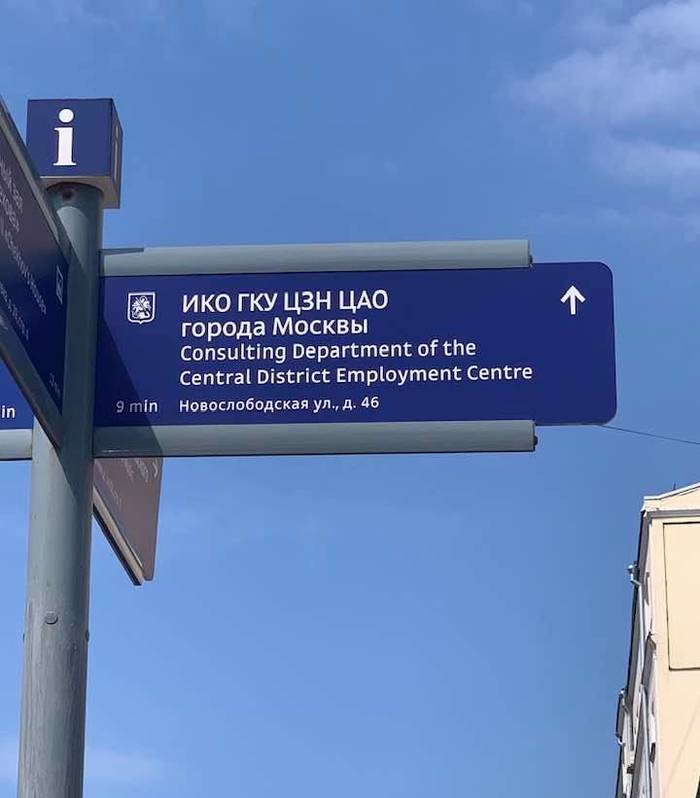 i
ИКО ГКУ ЦЗН ЦАО
города Москвы
Consulting Department of the
Central District Employment Centre
9 min Новослободская ул., д. 46
in